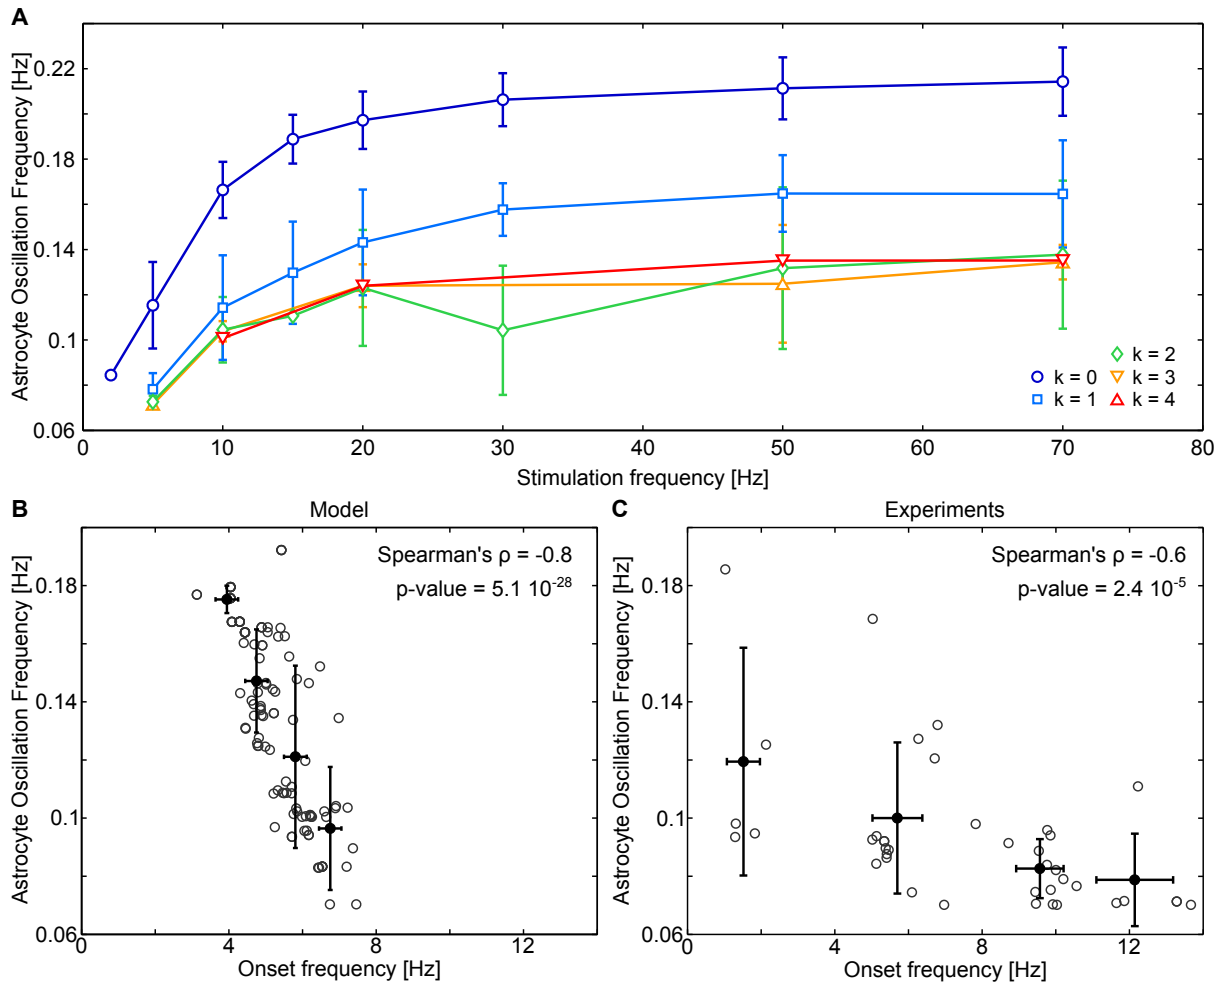 A
Astrocyte Oscillation Frequency [Hz]
0.22
0.18
0.14
0.1
0.06
0 10 20 30 40 50 60 70 80
Stimulation frequency [Hz]
k = 2
k = 0 k = 3
k = 1 k = 4
B
Model
Astrocyte Oscillation Frequency [Hz]
Spearman's ρ = -0.8
p-value = 5.1 10⁻²⁸
0.18
0.14
0.1
0.06
0 4 8 12
Onset frequency [Hz]
C
Experiments
Astrocyte Oscillation Frequency [Hz]
Spearman's ρ = -0.6
p-value = 2.4 10⁻⁵
0.18
0.14
0.1
0.06
0 4 8 12
Onset frequency [Hz]